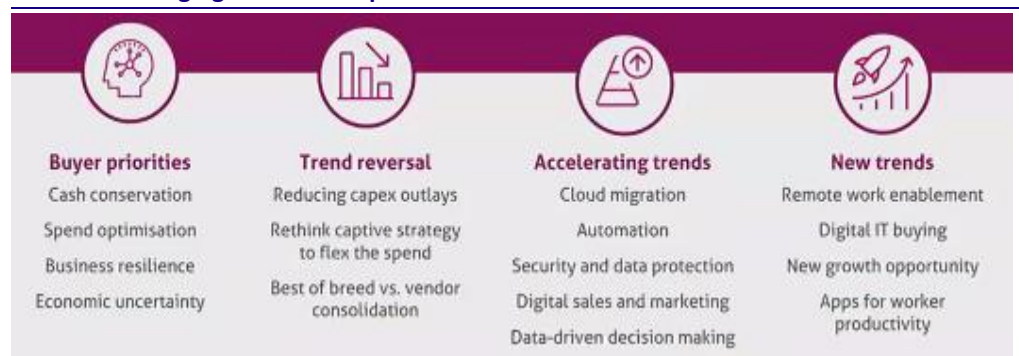 Buyer priorities
Cash conservation
Spend optimisation
Business resilience
Economic uncertainty
Trend reversal
Reducing capex outlays
Rethink captive strategy
to flex the spend
Best of breed vs. vendor
consolidation
Accelerating trends
Cloud migration
Automation
Security and data protection
Digital sales and marketing
Data-driven decision making
New trends
Remote work enablement
Digital IT buying
New growth opportunity
Apps for worker
productivity